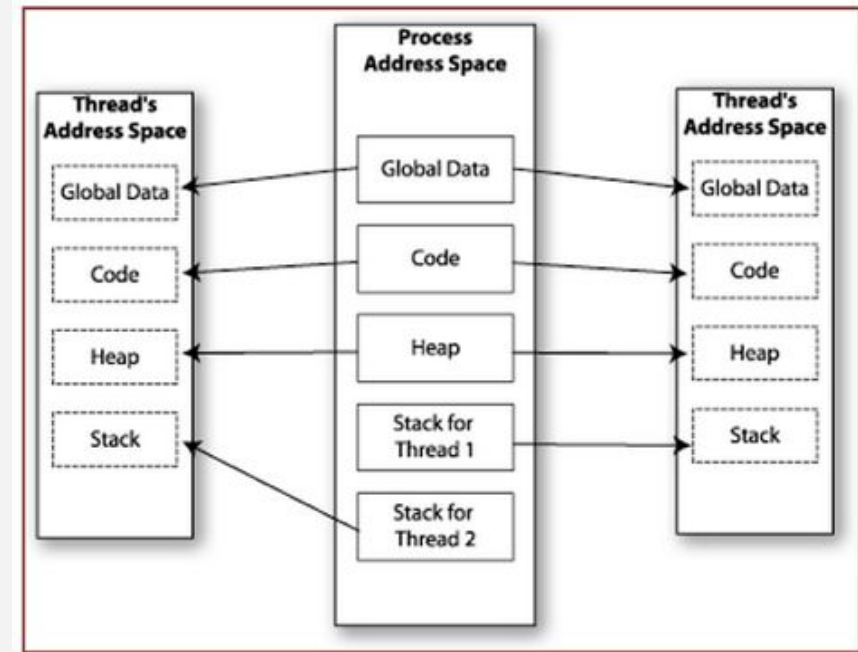 Process
Address Space
Thread's
Address Space
Global Data
Code
Heap
Stack
Global Data
Code
Heap
Stack for
Thread 1
Stack for
Thread 2
Thread's
Address Space
Global Data
Code
Heap
Stack